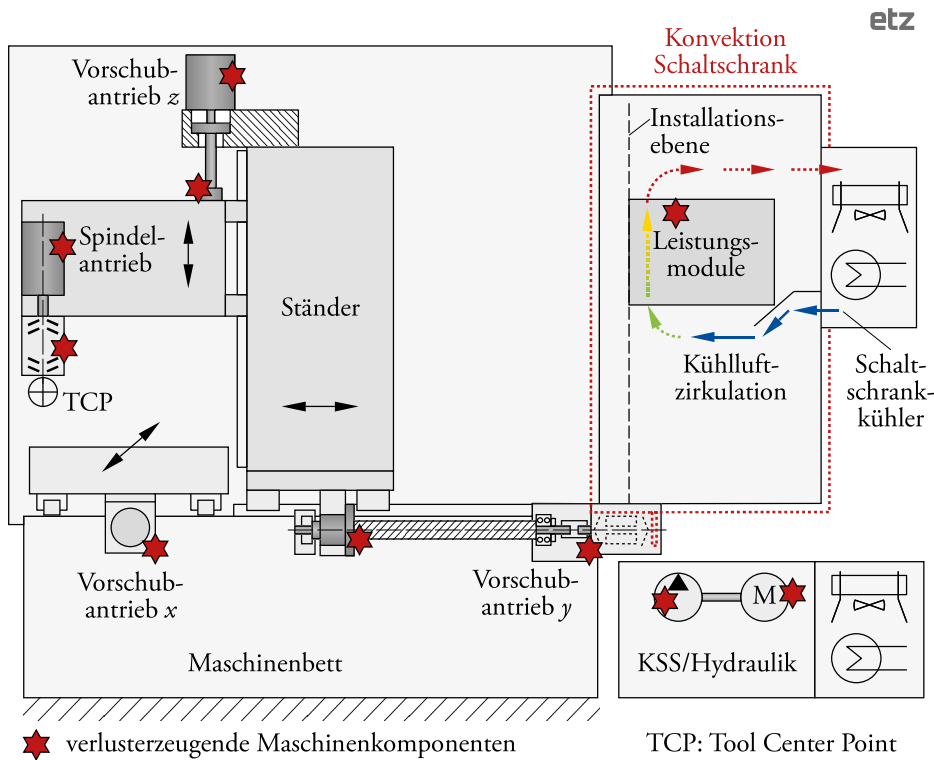 etz
Konvektion
Schaltschrank
Vorschub-
antrieb z
Installations-
ebene
Spindel-
antrieb
Leistungs-
module
Ständer
Kühlluft-
zirkulation
Schalt-
schrank-
kühler
TCP
Vorschub-
antrieb x
Vorschub-
antrieb y
M
Maschinenbett
KSS/Hydraulik
verlusterzeugende Maschinenkomponenten
TCP: Tool Center Point